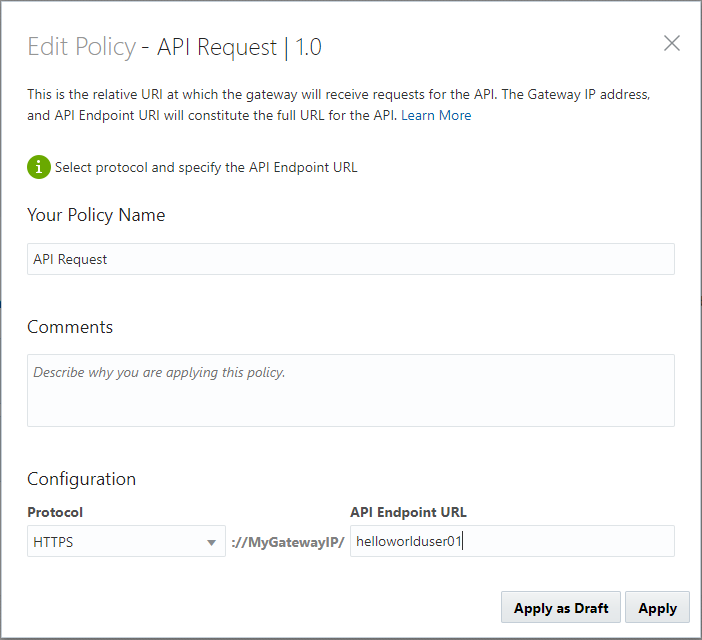 Edit Policy - API Request | 1.0
This is the relative URI at which the gateway will receive requests for the API. The Gateway IP address,
and API Endpoint URI will constitute the full URL for the API. Learn More
i Select protocol and specify the API Endpoint URL
Your Policy Name
API Request
Comments
Describe why you are applying this policy.
Configuration
Protocol API Endpoint URL
HTTPS ://MyGatewayIP/ helloworlduser01
Apply as Draft Apply